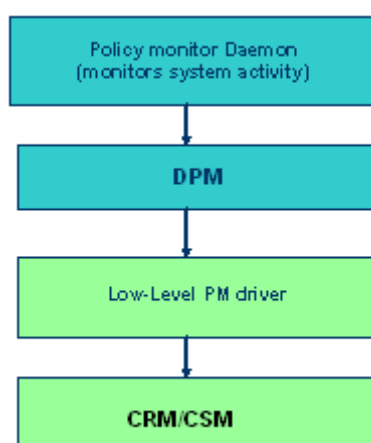 Policy monitor Daemon
(monitors system activity)
DPM
Low-Level PM driver
CRM/CSM